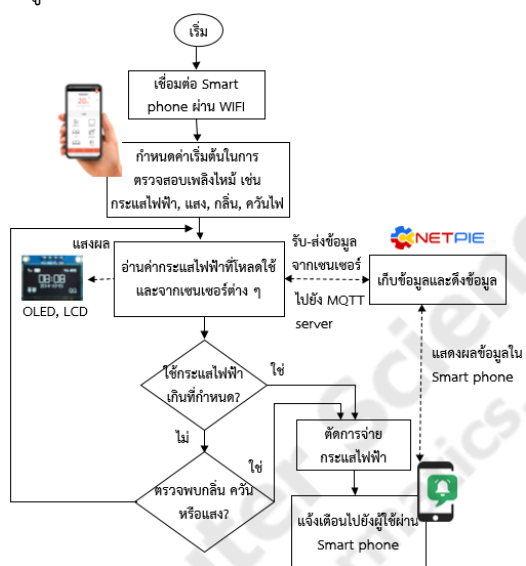 เริ่ม
เชื่อมต่อ Smart
phone ผ่าน WIFI
กำหนดค่าเริ่มต้นในการ
ตรวจสอบเพลิงไหม้ เช่น
กระแสไฟฟ้า, แสง, กลิ่น, ควันไฟ
แสงผล
08:08
OLED, LCD
อ่านค่ากระแสไฟฟ้าที่โหลดใช้
และจากเซนเซอร์ต่าง ๆ
รับ-ส่งข้อมูล
จากเซนเซอร์
ไปยัง MQTT
server
NETPIE
เก็บข้อมูลและดึงข้อมูล
แสดงผลข้อมูลใน
Smart phone
ใช้กระแสไฟฟ้า
เกินที่กำหนด?
ใช่
ไม่
ตรวจพบกลิ่น ควัน
หรือแสง?
ใช่
ตัดการจ่าย
กระแสไฟฟ้า
แจ้งเตือนไปยังผู้ใช้ผ่าน
Smart phone